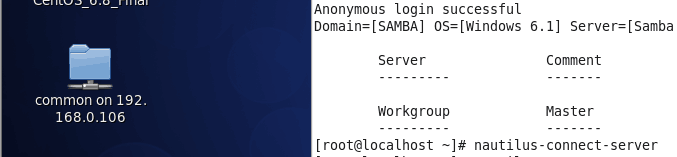 CentOS_6.8_Final
common on 192.
168.0.106
Anonymous login successful
Domain=[SAMBA] OS=[Windows 6.1] Server=[Samba
Server Comment
--------- -------
Workgroup Master
--------- -------
[root@localhost ~]# nautilus-connect-server